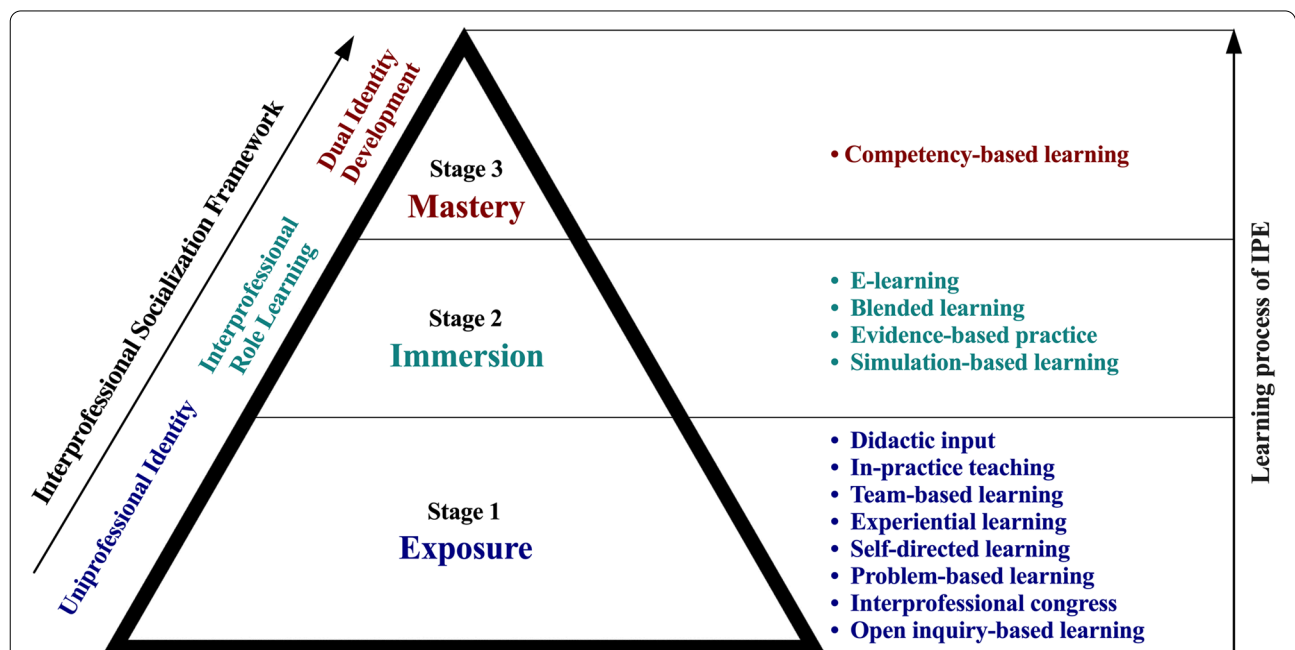 Interprofessional Socialization Framework
Dual Identity
Development
Interprofessional
Role Learning
Uniprofessional Identity
Stage 3
Mastery
Stage 2
Immersion
Stage 1
Exposure
• Competency-based learning
• E-learning
• Blended learning
• Evidence-based practice
• Simulation-based learning
• Didactic input
• In-practice teaching
• Team-based learning
• Experiential learning
• Self-directed learning
• Problem-based learning
• Interprofessional congress
• Open inquiry-based learning
Learning process of IPE